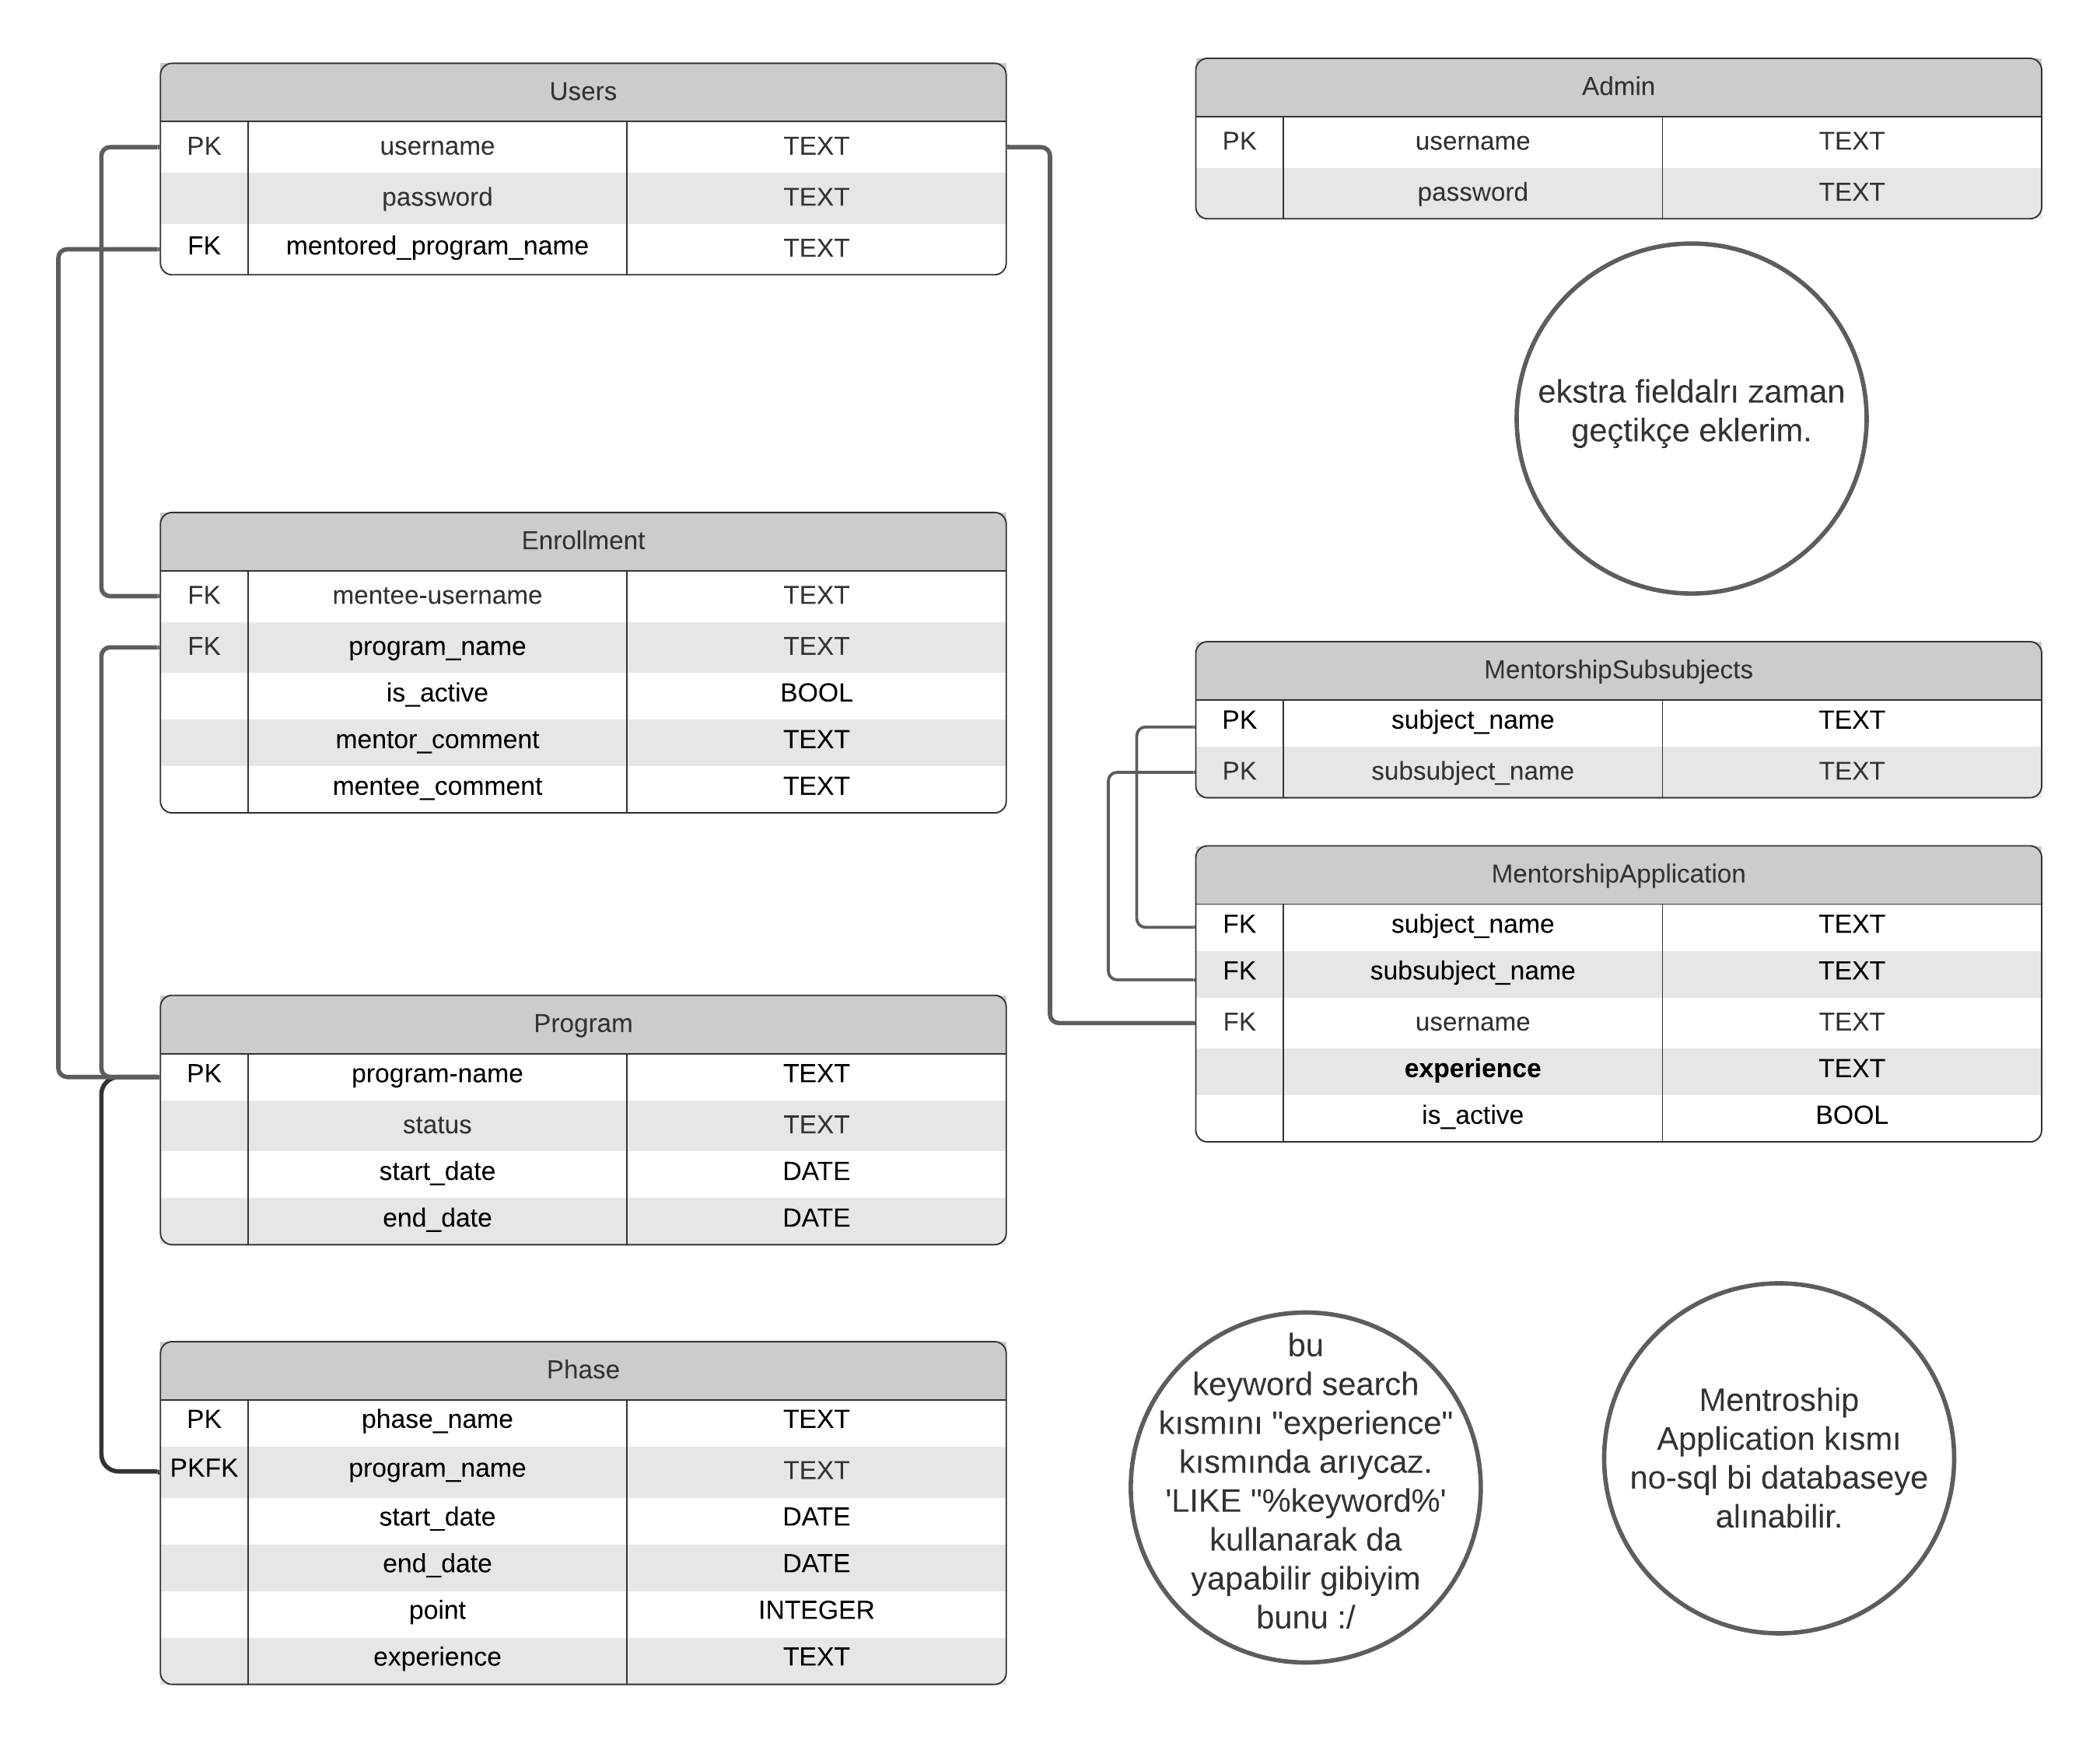 Users
PK username TEXT
password TEXT
FK mentored_program_name TEXT
Enrollment
FK mentee-username TEXT
FK program_name TEXT
is_active BOOL
mentor_comment TEXT
mentee_comment TEXT
Program
PK program-name TEXT
status TEXT
start_date DATE
end_date DATE
Phase
PK phase_name TEXT
PKFK program_name TEXT
start_date DATE
end_date DATE
point INTEGER
experience TEXT
Admin
PK username TEXT
password TEXT
ekstra fieldalrı zaman
geçtikçe eklerim.
MentorshipSubsubjects
PK subject_name TEXT
PK subsubject_name TEXT
MentorshipApplication
FK subject_name TEXT
FK subsubject_name TEXT
FK username TEXT
experience TEXT
is_active BOOL
bu
keyword search
kısmını "experience"
kısmında arıycaz.
'LIKE "%keyword%'
kullanarak da
yapabilir gibiyim
bunu :/
Mentroship
Application kısmı
no-sql bi databaseye
alınabilir.